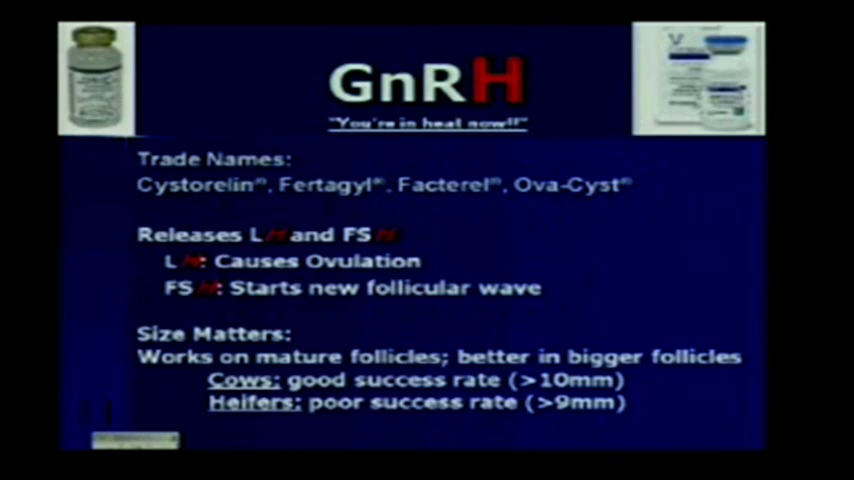 GnRH
"You're in heat now!!"
Trade Names:
Cystorelin®, Fertagyl®, Facterel®, Ova-Cyst®
Releases LH and FSH
LH: Causes Ovulation
FSH: Starts new follicular wave
Size Matters:
Works on mature follicles; better in bigger follicles
Cows: good success rate (>10mm)
Heifers: poor success rate (>9mm)